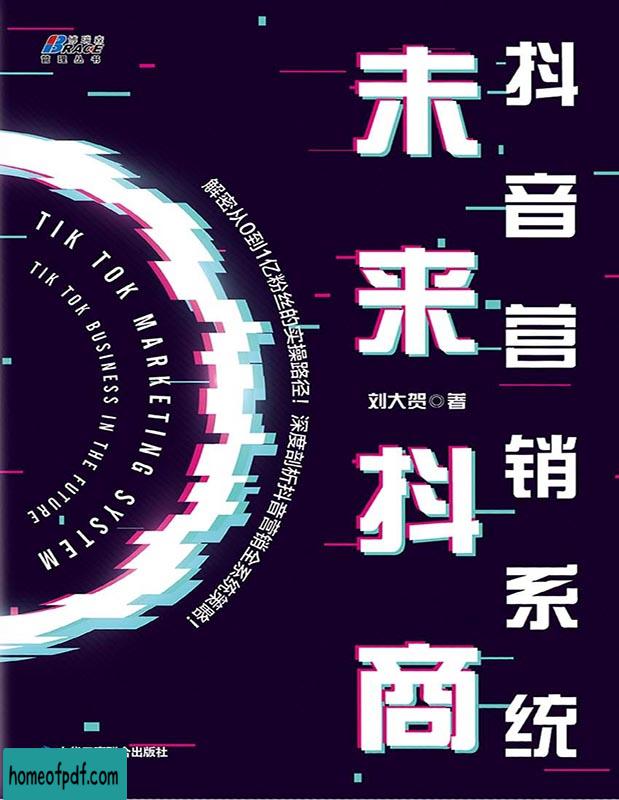 博瑞森
BRACE
管理丛书
抖音营销系统
未来抖商
刘大贺◎著
解密从0到1亿粉丝的实操路径！深度剖析抖音营销全系统策略！
TIK TOK MARKETING SYSTEM
TIK TOK BUSINESS IN THE FUTURE
联合出版社
homeofpdf.com